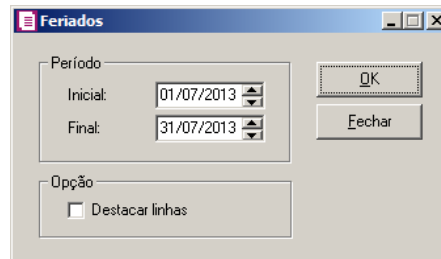 Feriados
Período
Inicial: 01/07/2013
Final: 31/07/2013
OK
Fechar
Opção
Destacar linhas